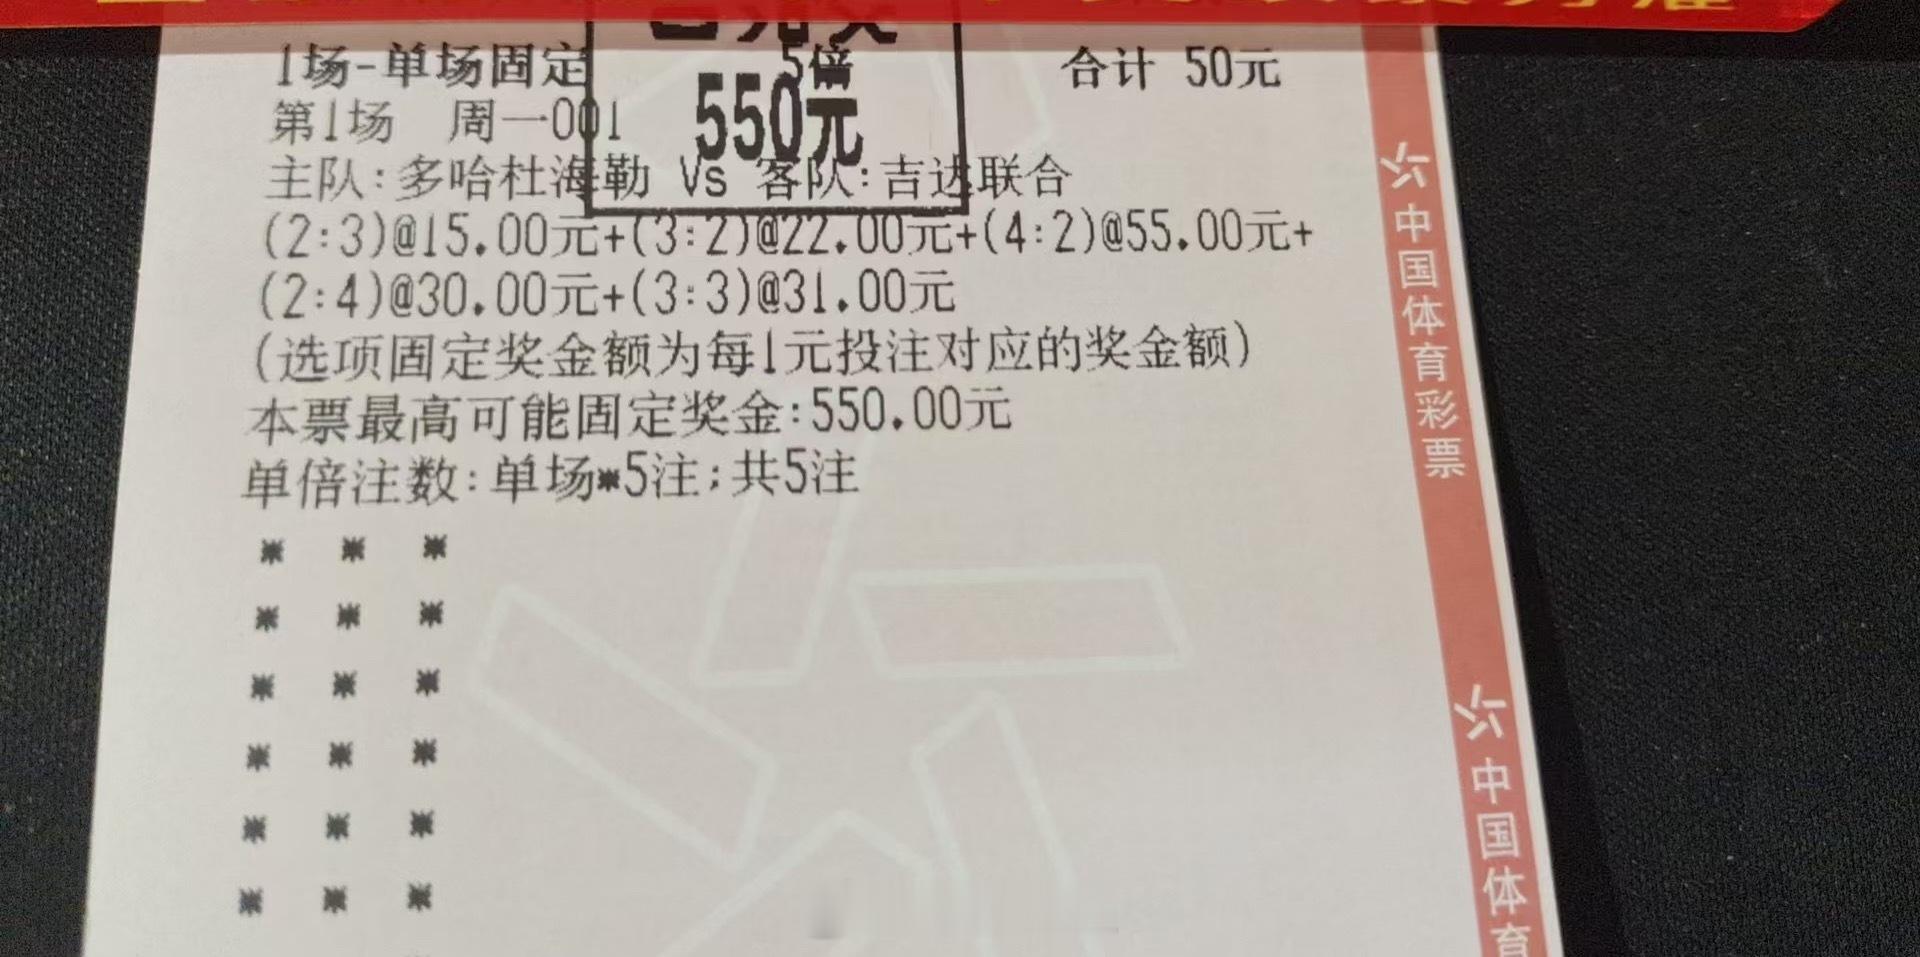 1场-单场固定 5倍 合计 50元
第1场 周一001
550元
主队:多哈杜海勒 Vs 客队:吉达联合
(2:3)@15.00元+(3:2)@22.00元+(4:2)@55.00元+
(2:4)@30.00元+(3:3)@31.00元
(选项固定奖金额为每1元投注对应的奖金额)
本票最高可能固定奖金:550.00元
单倍注数:单场*5注;共5注
* * *
* * *
* * *
* * *
* * *
* * *
中国体育彩票
中国体育